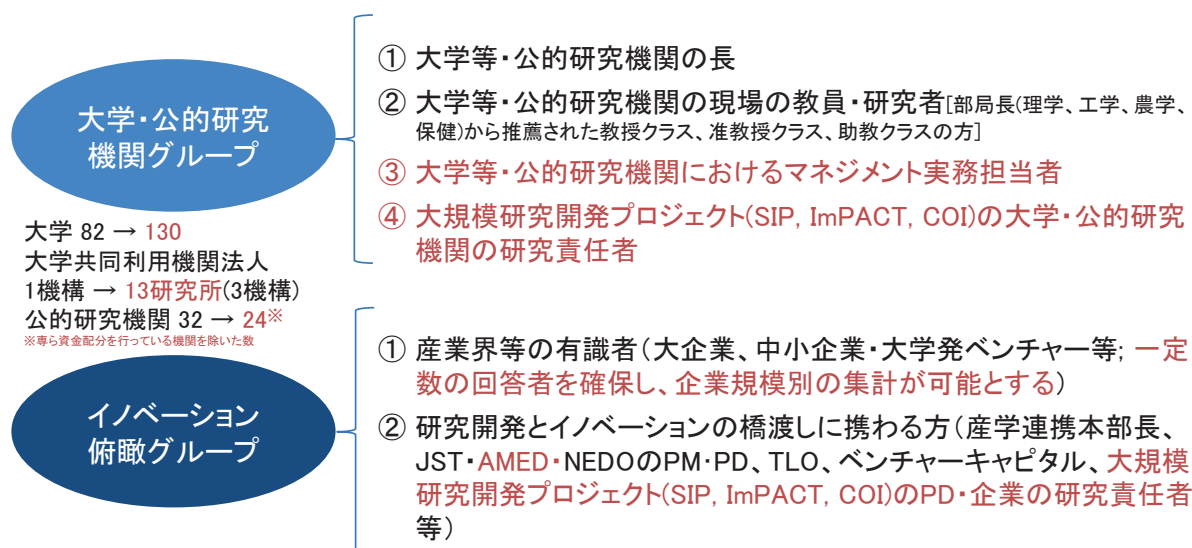 大学・公的研究
機関グループ
① 大学等・公的研究機関の長
② 大学等・公的研究機関の現場の教員・研究者[部局長(理学、工学、農学、
保健)から推薦された教授クラス、准教授クラス、助教クラスの方]
③ 大学等・公的研究機関におけるマネジメント実務担当者
④ 大規模研究開発プロジェクト(SIP, ImPACT, COI)の大学・公的研究
機関の研究責任者
大学 82 → 130
大学共同利用機関法人
1機構 → 13研究所(3機構)
公的研究機関 32 → 24※
※専ら資金配分を行っている機関を除いた数
イノベーション
俯瞰グループ
① 産業界等の有識者(大企業、中小企業・大学発ベンチャー等; 一定
数の回答者を確保し、企業規模別の集計が可能とする)
② 研究開発とイノベーションの橋渡しに携わる方(産学連携本部長、
JST・AMED・NEDOのPM・PD、TLO、ベンチャーキャピタル、大規模
研究開発プロジェクト(SIP, ImPACT, COI)のPD・企業の研究責任者
等)